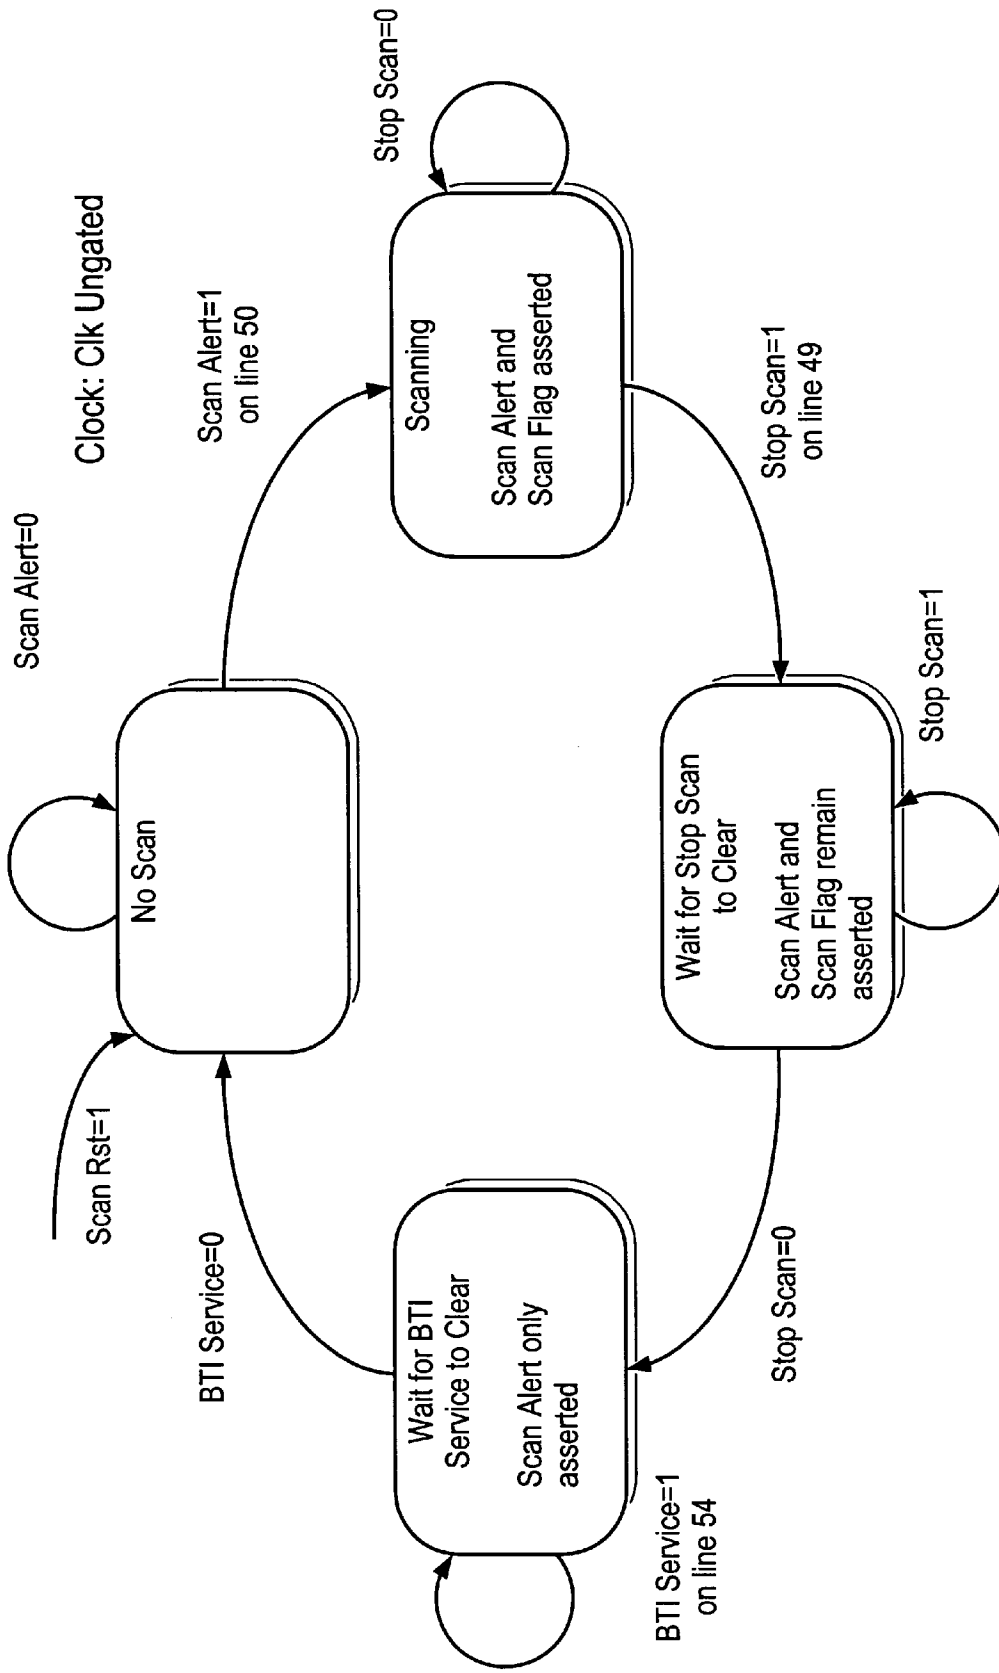 Clock: Clk Ungated
Scan Alert=0
Scan Rst=1
No Scan
BTI Service=0
Scan Alert=1
on line 50
Stop Scan=0
Wait for BTI
Service to Clear
Scan Alert only
asserted
Scanning
Scan Alert and
Scan Flag asserted
BTI Service=1
on line 54
Stop Scan=0
Wait for Stop Scan
to Clear
Scan Alert and
Scan Flag remain
asserted
Stop Scan=1
on line 49
Stop Scan=1